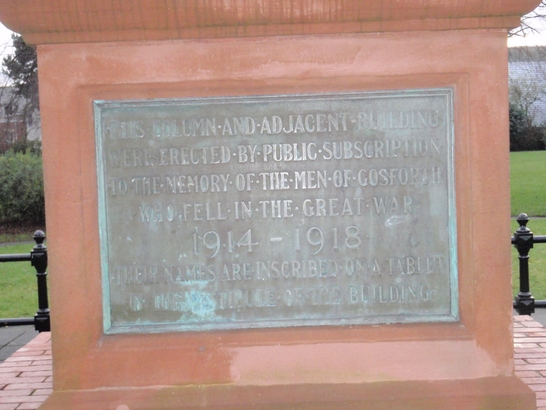 THIS COLUMN·AND·ADJACENT·BUILDING
WERE·ERECTED·BY·PUBLIC·SUBSCRIPTION
TO·THE·MEMORY·OF·THE·MEN·OF·GOSFORTH
WHO·FELL·IN·THE·GREAT·WAR
1914 - 1918
THEIR·NAMES·ARE·INSCRIBED·ON·A·TABLET
IN·THE·VESTIBULE·OF·THE·BUILDING